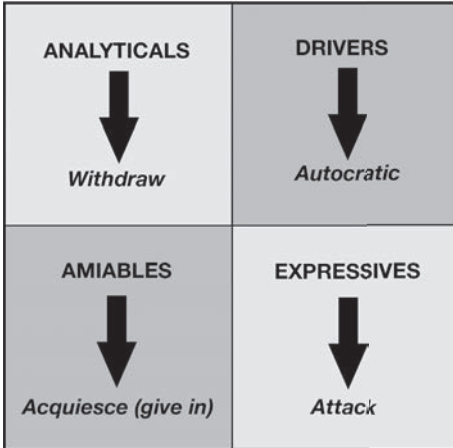 ANALYTICALS
Withdraw
DRIVERS
Autocratic
AMIABLES
Acquiesce (give in)
EXPRESSIVES
Attack